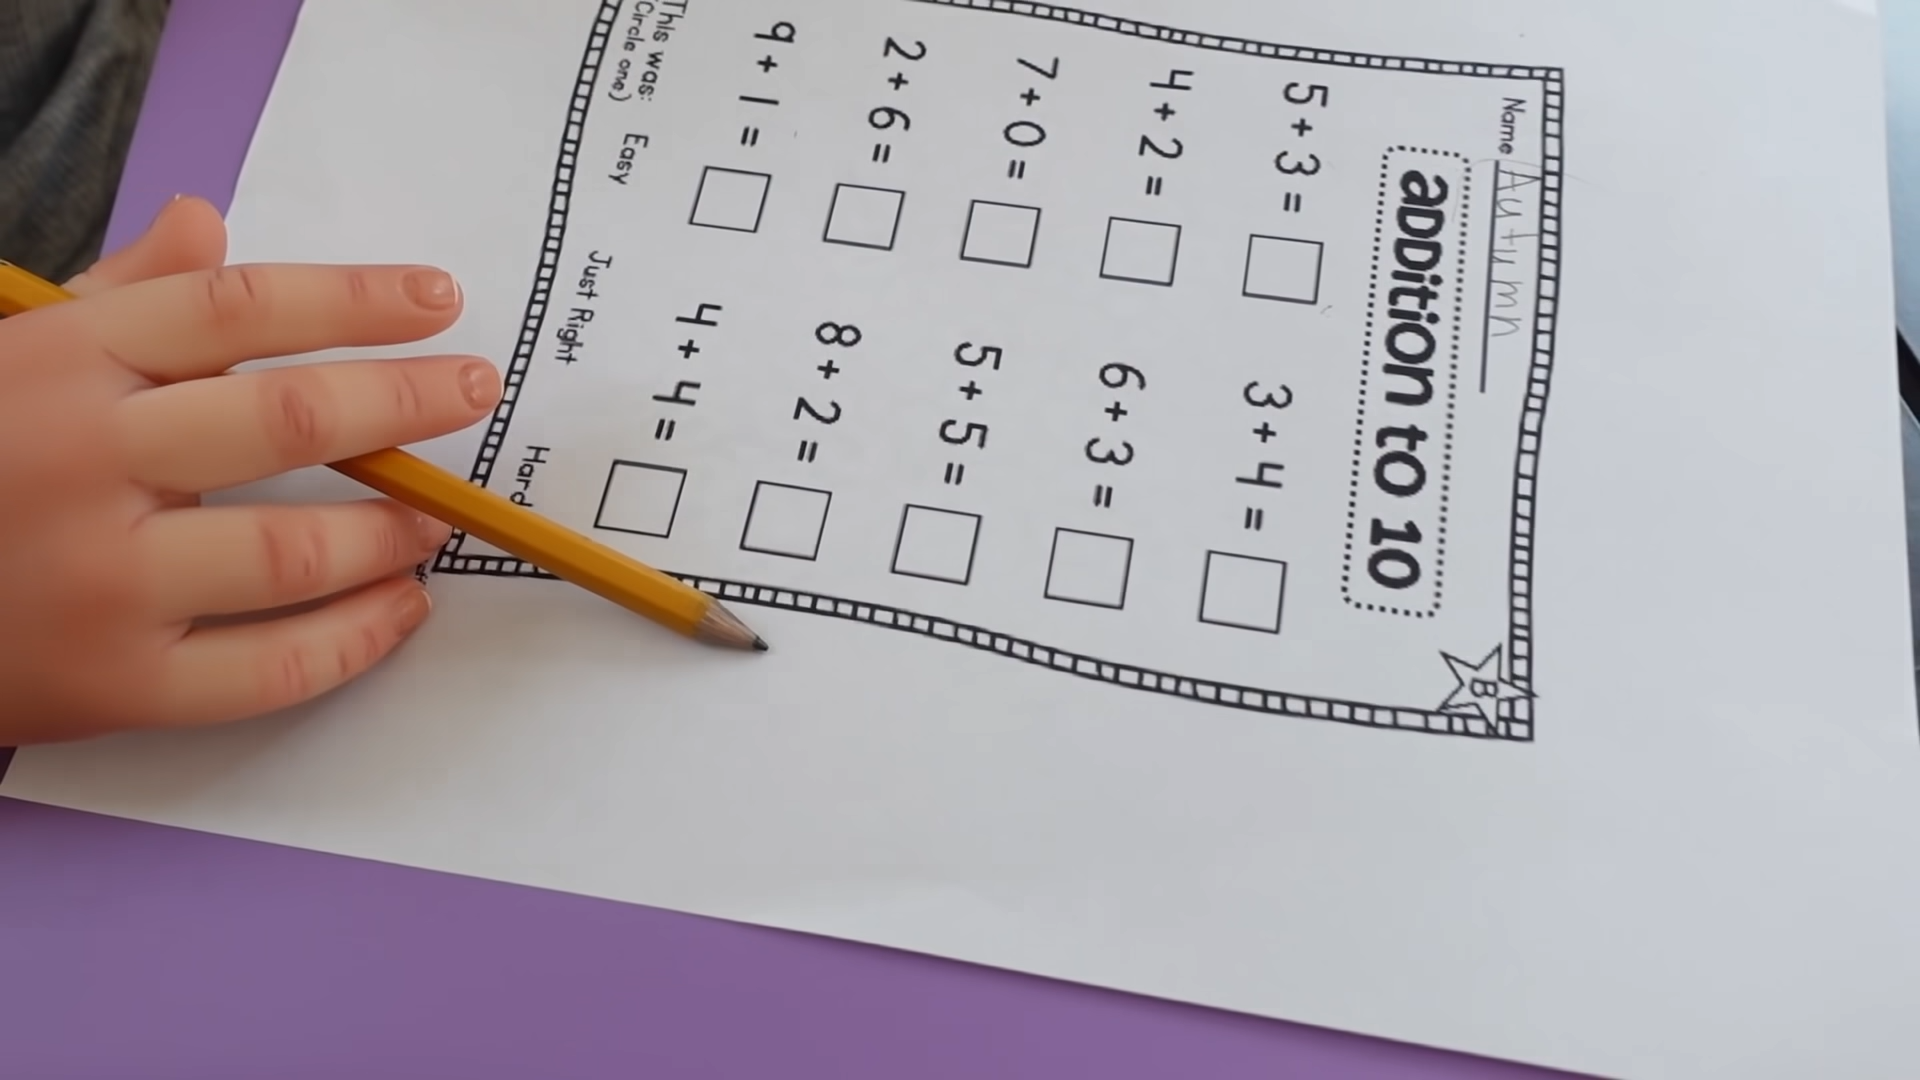 Name Autumn
aDDition to 10
B
5 + 3 =
3 + 4 =
4 + 2 =
6 + 3 =
7 + 0 =
5 + 5 =
2 + 6 =
8 + 2 =
9 + 1 =
4 + 4 =
This was: Easy Just Right Hard
(Circle one)